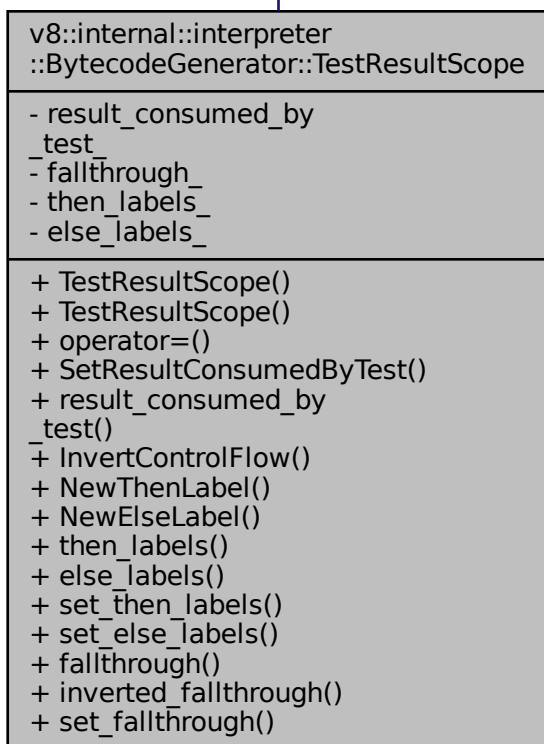 v8::internal::interpreter
::BytecodeGenerator::TestResultScope
- result_consumed_by
_test_
- fallthrough_
- then_labels_
- else_labels_
+ TestResultScope()
+ TestResultScope()
+ operator=()
+ SetResultConsumedByTest()
+ result_consumed_by
_test()
+ InvertControlFlow()
+ NewThenLabel()
+ NewElseLabel()
+ then_labels()
+ else_labels()
+ set_then_labels()
+ set_else_labels()
+ fallthrough()
+ inverted_fallthrough()
+ set_fallthrough()